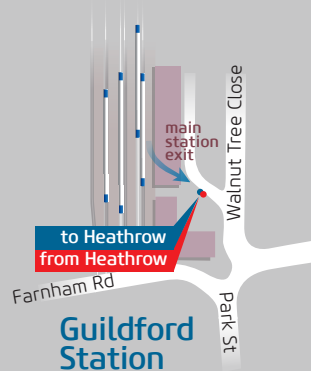 Walnut Tree Close
main
station
exit
to Heathrow
from Heathrow
Farnham Rd
Park St
Guildford
Station